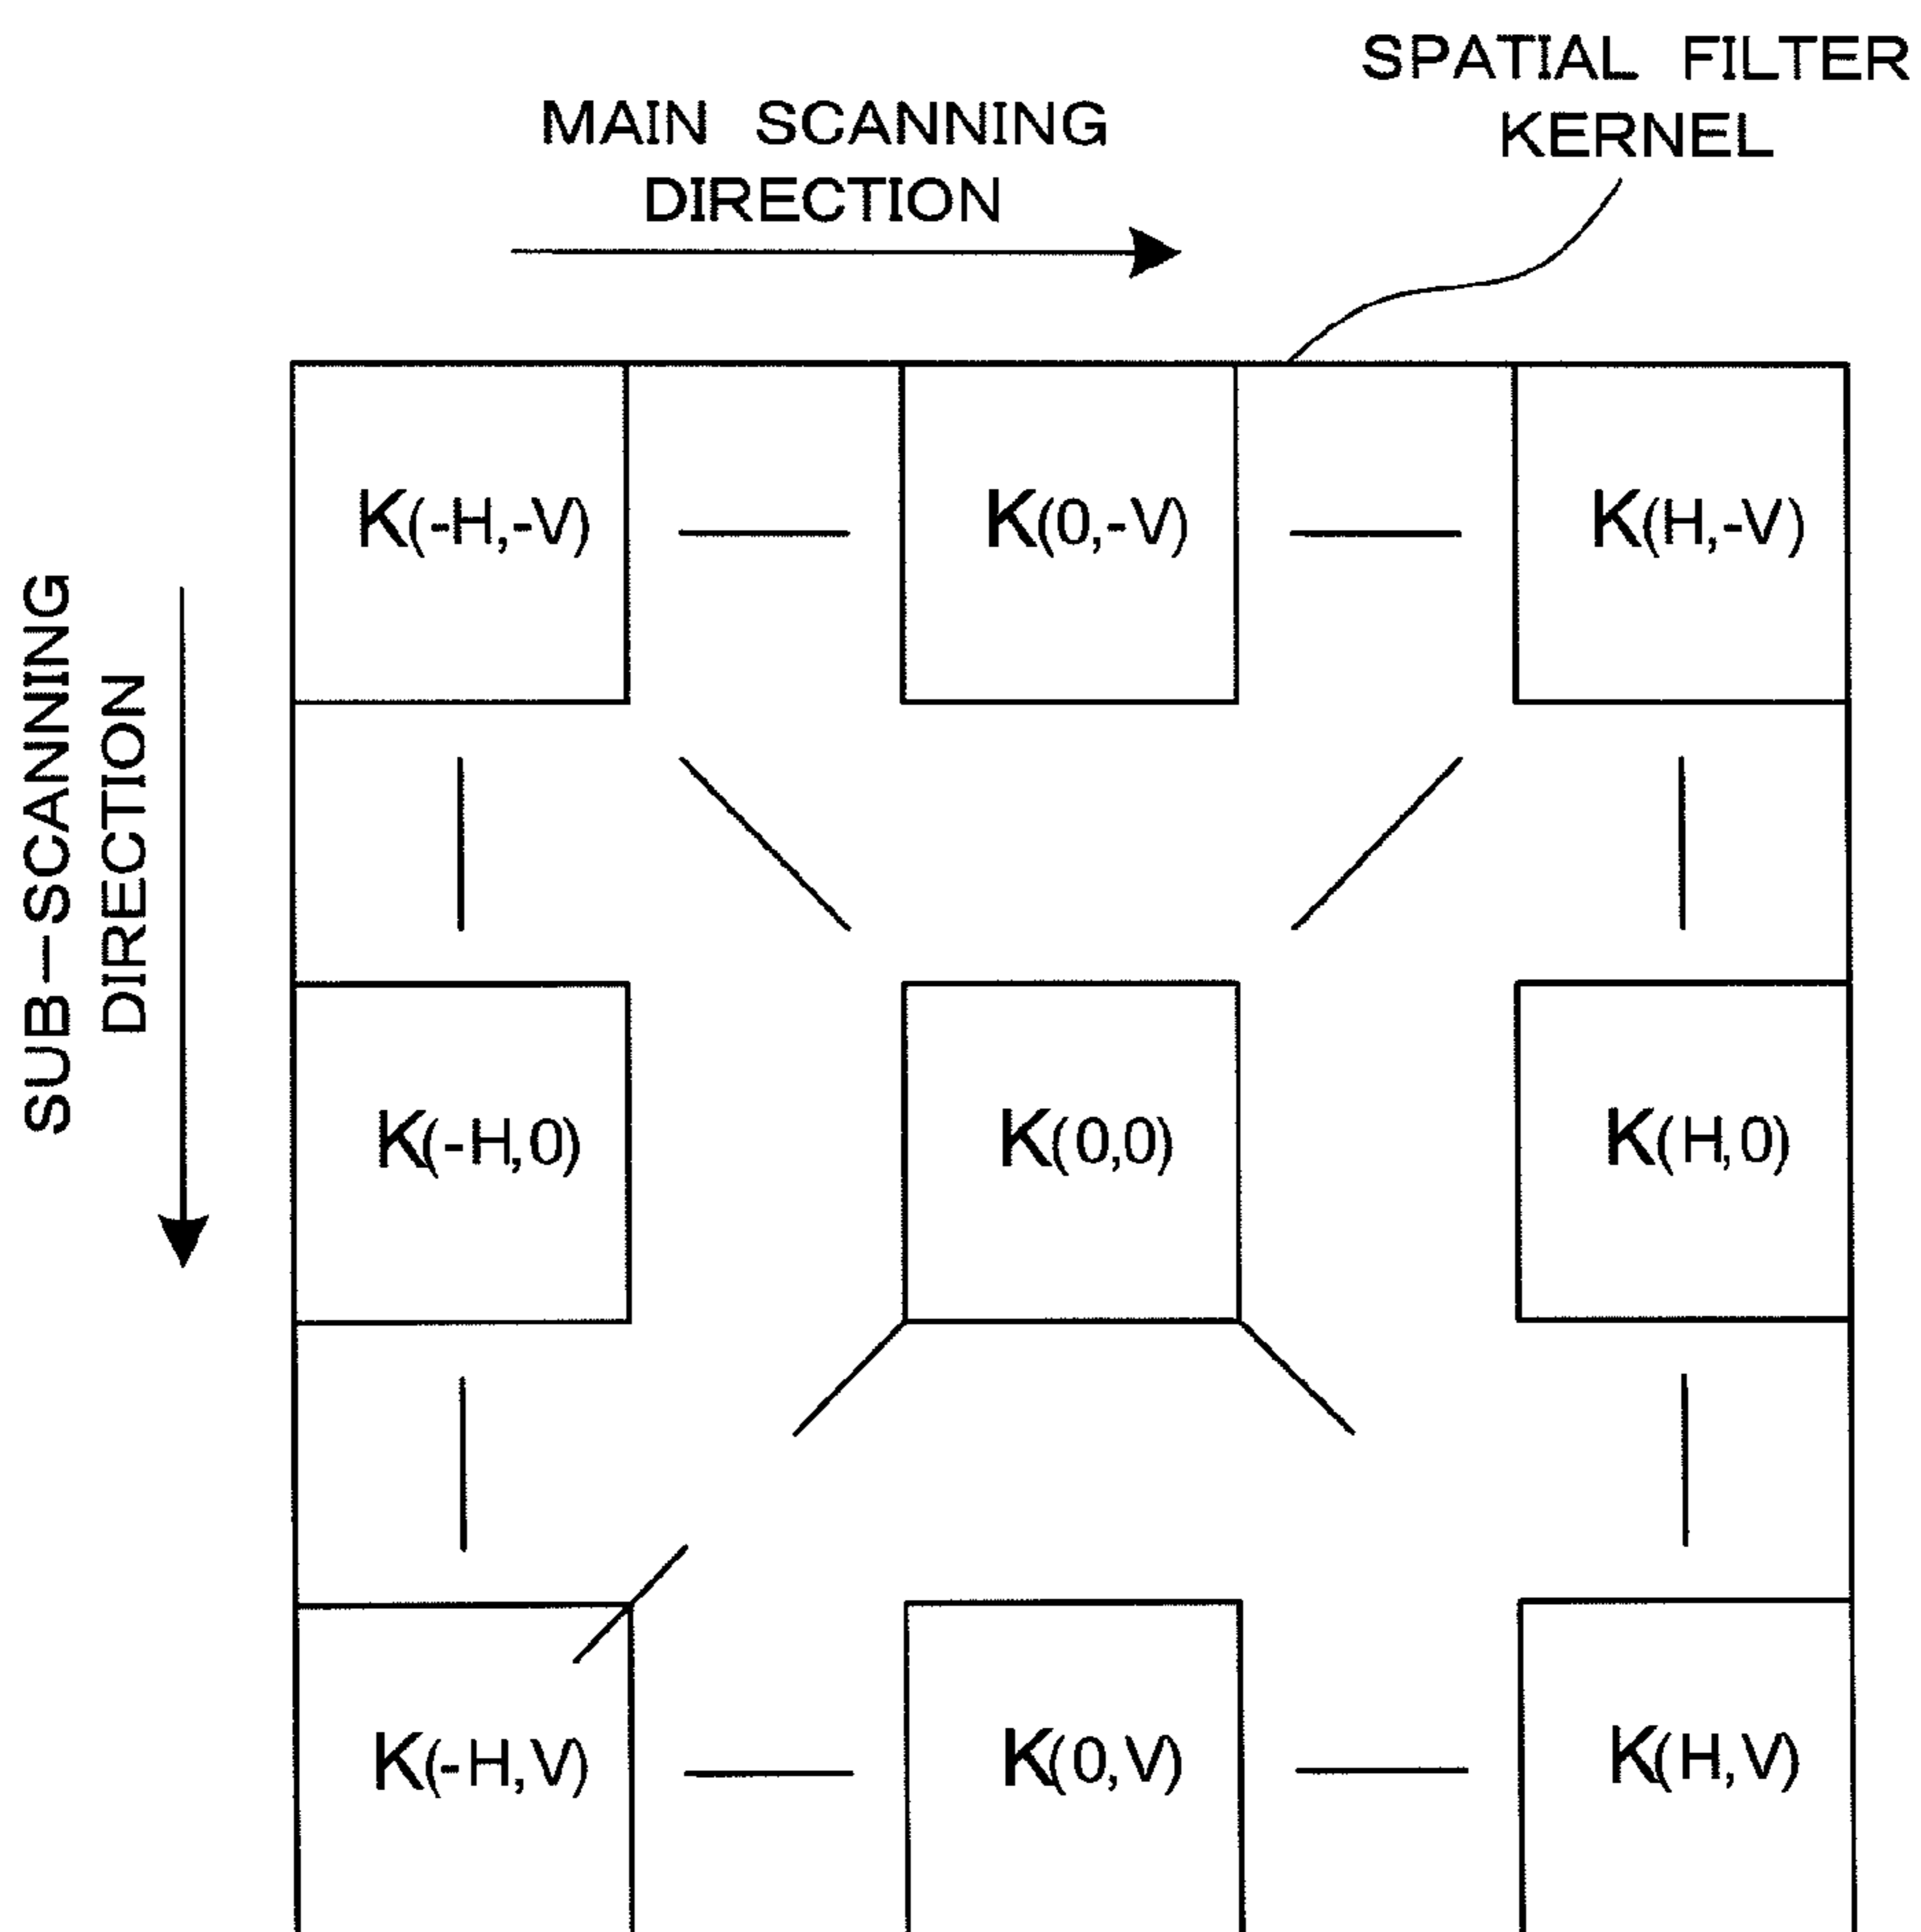 SPATIAL FILTER
KERNEL
MAIN SCANNING
DIRECTION
SUB-SCANNING
DIRECTION
K(-H,-V)
K(0,-V)
K(H,-V)
K(-H,0)
K(0,0)
K(H,0)
K(-H,V)
K(0,V)
K(H,V)